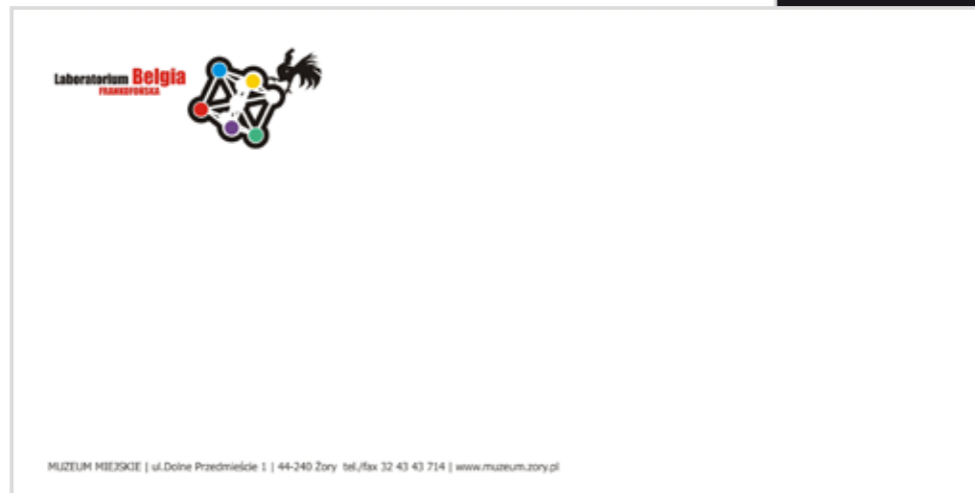 Laboratorium Belgia
FRANKOFOŃSKA
MUZEUM MIEJSKIE | ul.Dolne Przedmieście 1 | 44-240 Żory tel./fax 32 43 43 714 | www.muzeum.zory.pl